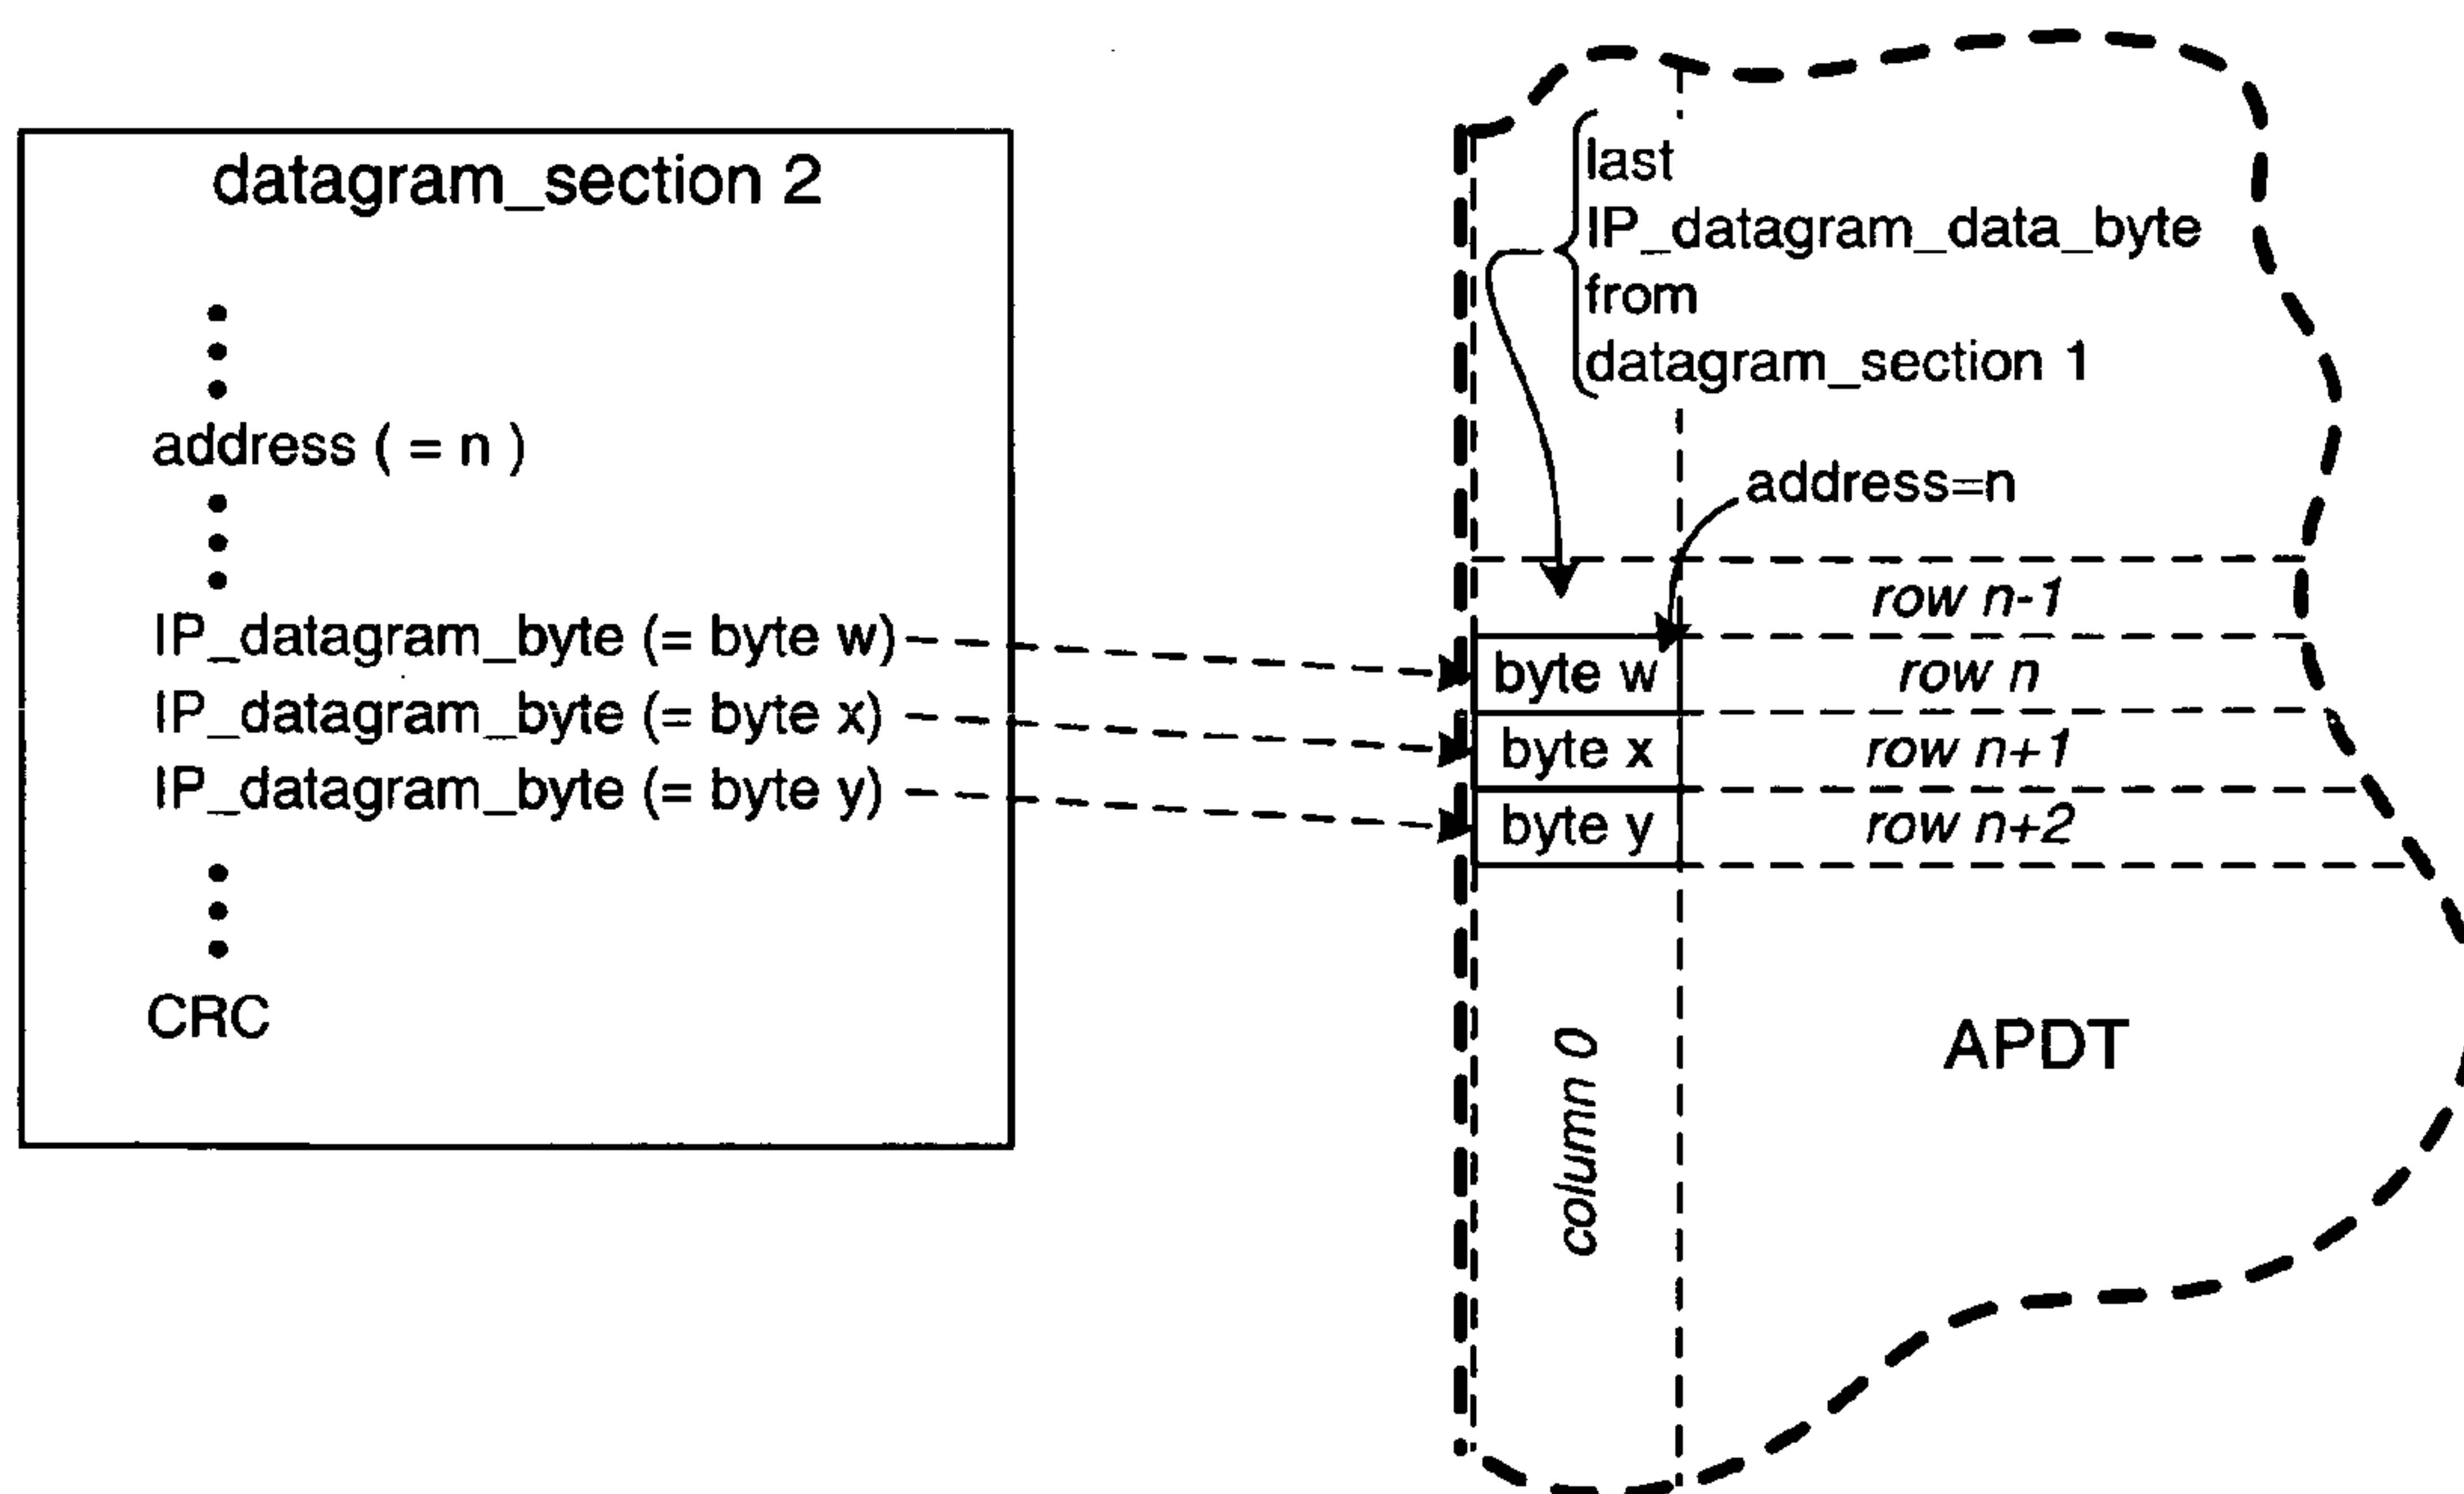 datagram_section 2
address ( = n )
IP_datagram_byte (= byte w)
IP_datagram_byte (= byte x)
IP_datagram_byte (= byte y)
CRC
last
IP_datagram_data_byte
from
datagram_section 1
address=n
row n-1
byte w row n
byte x row n+1
byte y row n+2
column 0
APDT